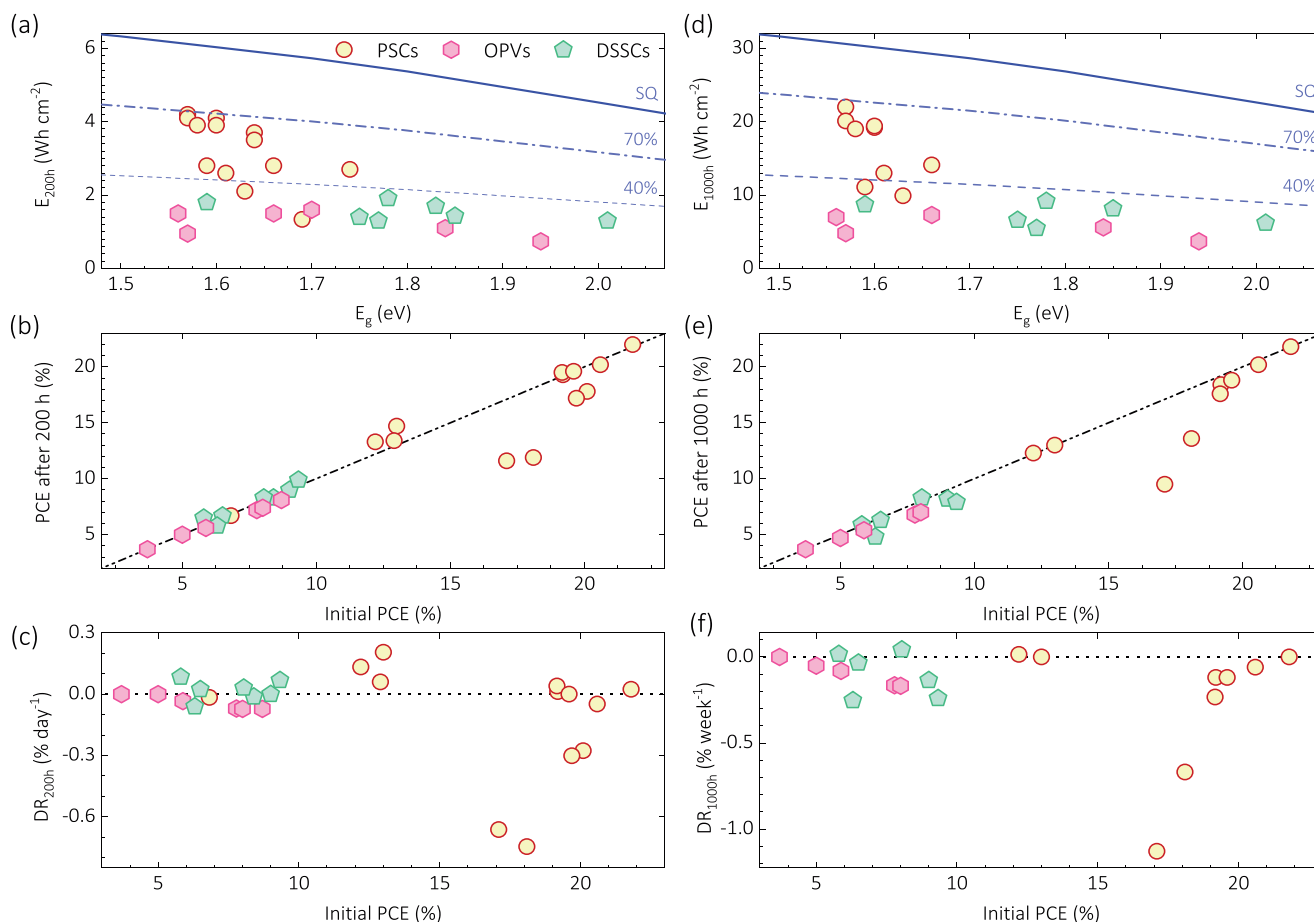 (a)
6
4
2
0
E200h (Wh cm-2)
PSCs OPVs DSSCs
SQ
70%
40%
1.5 1.6 1.7 1.8 1.9 2.0
Eg (eV)
(d)
30
20
10
0
E1000h (Wh cm-2)
SQ
70%
40%
1.5 1.6 1.7 1.8 1.9 2.0
Eg (eV)
(b)
20
15
10
5
PCE after 200 h (%)
5 10 15 20
Initial PCE (%)
(e)
20
15
10
5
PCE after 1000 h (%)
5 10 15 20
Initial PCE (%)
(c)
0.3
0.0
-0.3
-0.6
DR200h (% day-1)
5 10 15 20
Initial PCE (%)
(f)
0.0
-0.5
-1.0
DR1000h (% week-1)
5 10 15 20
Initial PCE (%)